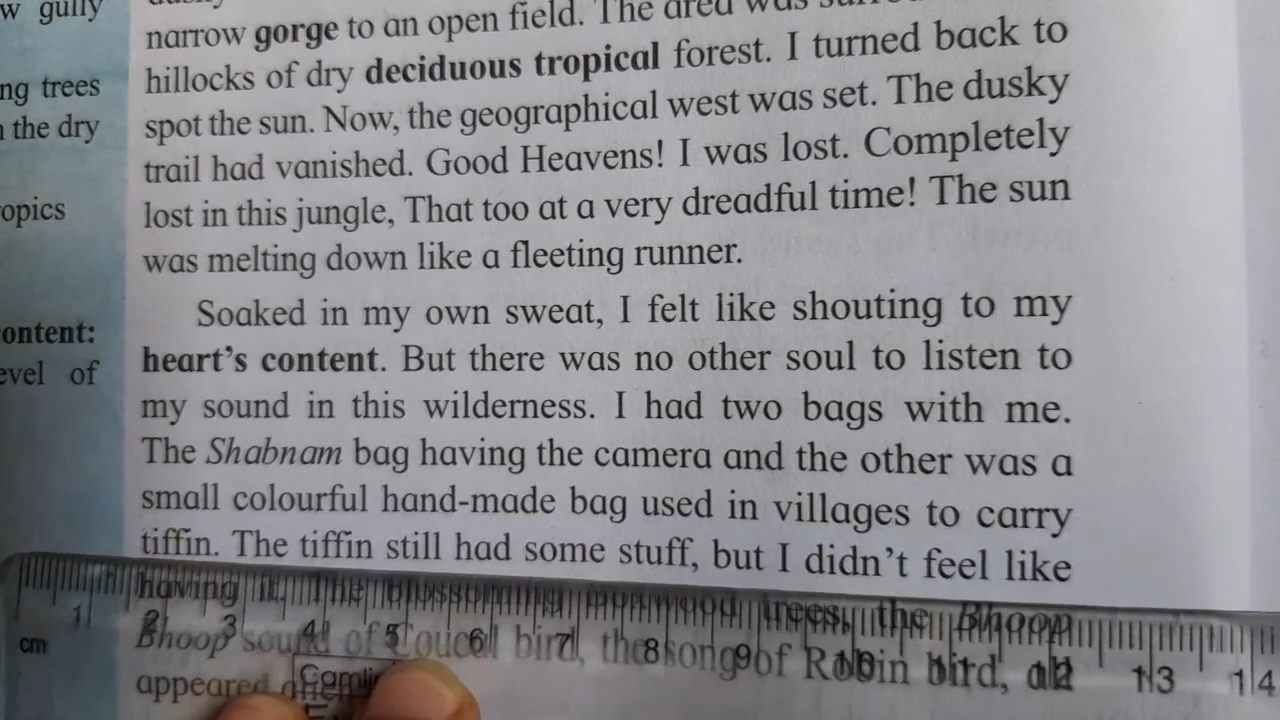 w gully
ng trees
the dry
opics
ontent:
evel of
narrow gorge to an open field. The area was
hillocks of dry deciduous tropical forest. I turned back to
spot the sun. Now, the geographical west was set. The dusky
trail had vanished. Good Heavens! I was lost. Completely
lost in this jungle, That too at a very dreadful time! The sun
was melting down like a fleeting runner.
Soaked in my own sweat, I felt like shouting to my
heart's content. But there was no other soul to listen to
my sound in this wilderness. I had two bags with me.
The Shabnam bag having the camera and the other was a
small colourful hand-made bag used in villages to carry
tiffin. The tiffin still had some stuff, but I didn't feel like
having it. The blossoming trees, the Bhoop
Bhoop sound of Coucal bird, the song of Robin bird, all
appeared
cm 1 2 3 4 5 6 7 8 9 10 11 12 13 14
Camlin